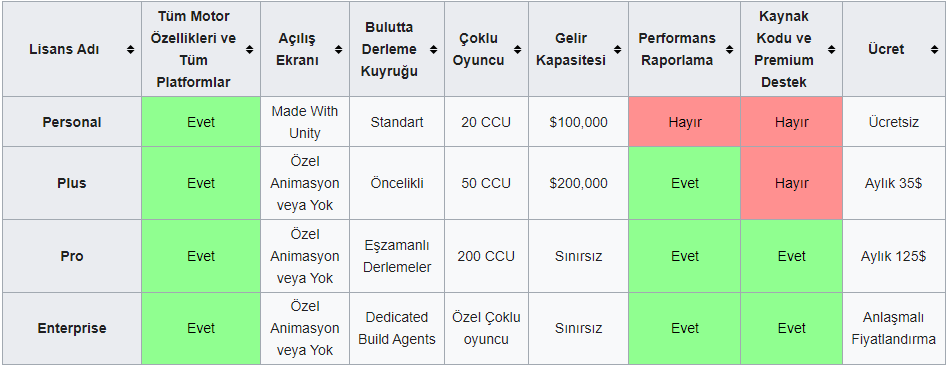 Lisans Adı
Tüm Motor
Özellikleri ve
Tüm
Platformlar
Açılış
Ekranı
Bulutta
Derleme
Kuyruğu
Çoklu
Oyuncu
Gelir
Kapasitesi
Performans
Raporlama
Kaynak
Kodu ve
Premium
Destek
Ücret
Personal
Evet
Made With
Unity
Standart
20 CCU
$100,000
Hayır
Hayır
Ücretsiz
Plus
Evet
Özel
Animasyon
veya Yok
Öncelikli
50 CCU
$200,000
Evet
Hayır
Aylık 35$
Pro
Evet
Özel
Animasyon
veya Yok
Eşzamanlı
Derlemeler
200 CCU
Sınırsız
Evet
Evet
Aylık 125$
Enterprise
Evet
Özel
Animasyon
veya Yok
Dedicated
Build Agents
Özel Çoklu
oyuncu
Sınırsız
Evet
Evet
Anlaşmalı
Fiyatlandırma